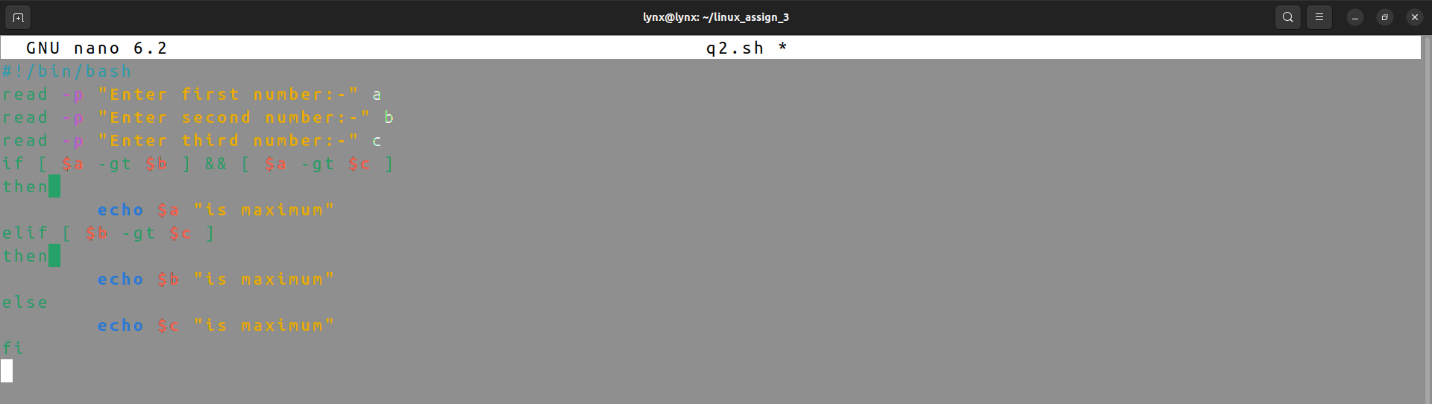 lynx@lynx: ~/linux_assign_3
GNU nano 6.2 q2.sh *
#!/bin/bash
read -p "Enter first number:-" a
read -p "Enter second number:-" b
read -p "Enter third number:-" c
if [ $a -gt $b ] && [ $a -gt $c ]
then
echo $a "is maximum"
elif [ $b -gt $c ]
then
echo $b "is maximum"
else
echo $c "is maximum"
fi